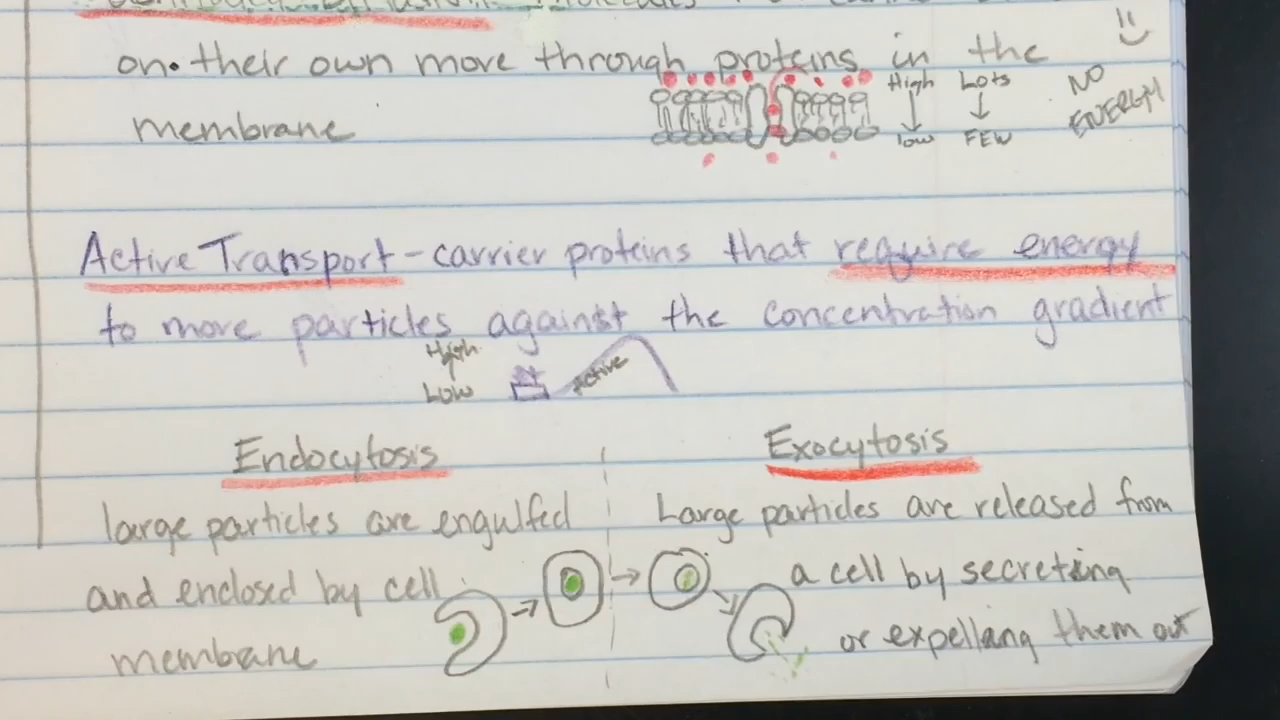 on. their own move through proteins in the
membrane
High Lots
low FEW
NO
ENERGY
Active Transport - carrier proteins that require energy
to move particles against the concentration gradient
High
Low
Active
Endocytosis
large particles are engulfed
and enclosed by cell
membrane
Exocytosis
Large particles are released from
a cell by secreting
or expelling them out